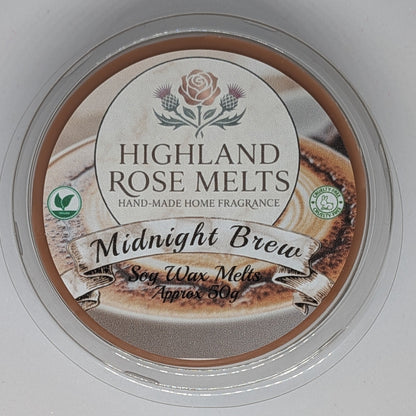 HIGHLAND
ROSE MELTS
HAND-MADE HOME FRAGRANCE
Midnight Brew
Soy Wax Melts
Approx 50g